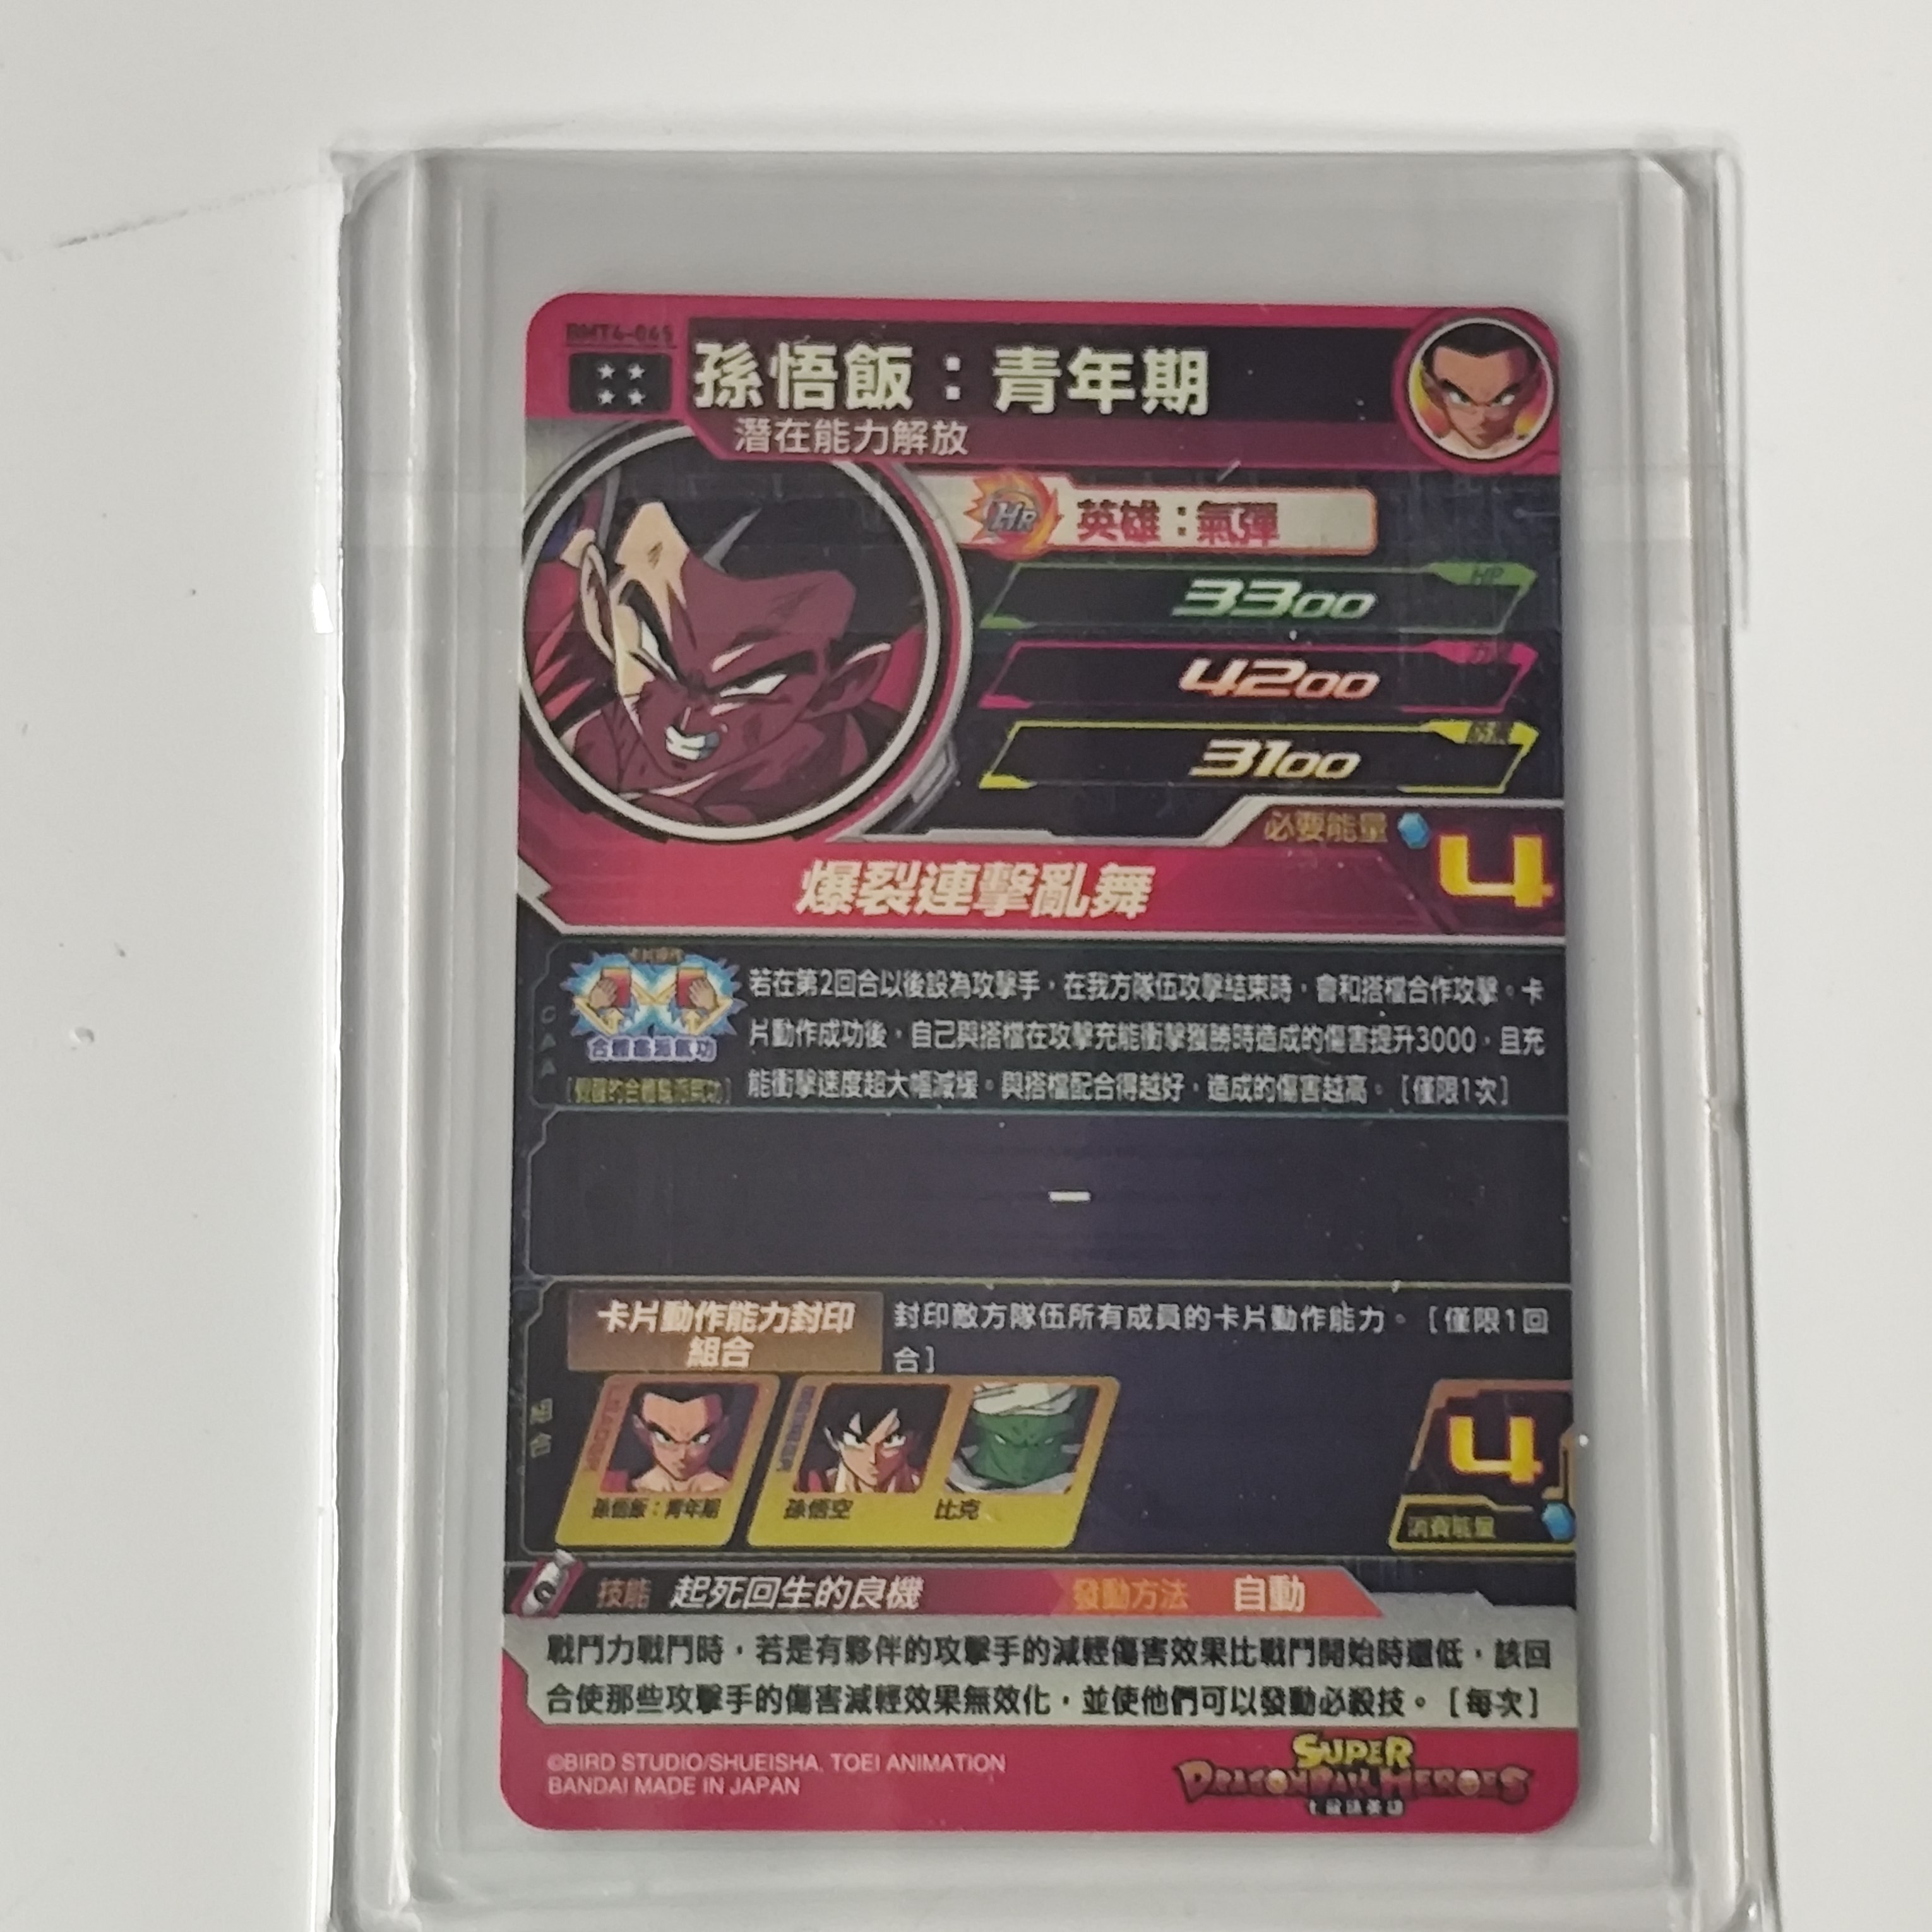 孫悟飯：青年期
潛在能力解放
HR 英雄：氣彈
HP
3300
4200
3100
必要能量 4
爆裂連擊亂舞
若在第2回合以後設為攻擊手，在我方隊伍攻擊結束時，會和搭檔合作攻擊。卡
片動作成功後，自己與搭檔在攻擊充能衝擊獲勝時造成的傷害提升3000，且充
能衝擊速度超大幅減緩。與搭檔配合得越好，造成的傷害越高。［僅限1次］
CAA
－
卡片動作能力封印
組合
封印敵方隊伍所有成員的卡片動作能力。［僅限1回
合］
組合
孫悟飯：青年期
孫悟空
比克
4
消費能量
技能 起死回生的良機 發動方法 自動
戰鬥力戰鬥時，若是有夥伴的攻擊手的減輕傷害效果比戰鬥開始時還低，該回
合使那些攻擊手的傷害減輕效果無效化，並使他們可以發動必殺技。［每次］
©BIRD STUDIO/SHUEISHA, TOEI ANIMATION
BANDAI MADE IN JAPAN
SUPER
DRAGONBALL HEROES